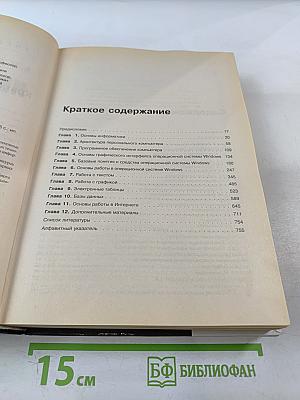 Краткое содержание
Предисловие 17
Глава 1. Основы информатики 20
Глава 2. Архитектура персонального компьютера 55
Глава 3. Программное обеспечение компьютера 109
Глава 4. Основы графического интерфейса операционной системы Windows 134
Глава 5. Базовые понятия и средства операционной системы Windows 190
Глава 6. Основы работы в операционной системе Windows 247
Глава 7. Работа с текстом 345
Глава 8. Работа с графикой 485
Глава 9. Электронные таблицы 523
Глава 10. Базы данных 589
Глава 11. Основы работы в Интернете 645
Глава 12. Дополнительные материалы 711
Список литературы 754
Алфавитный указатель 755
15 см
БФ БИБЛИОФАН